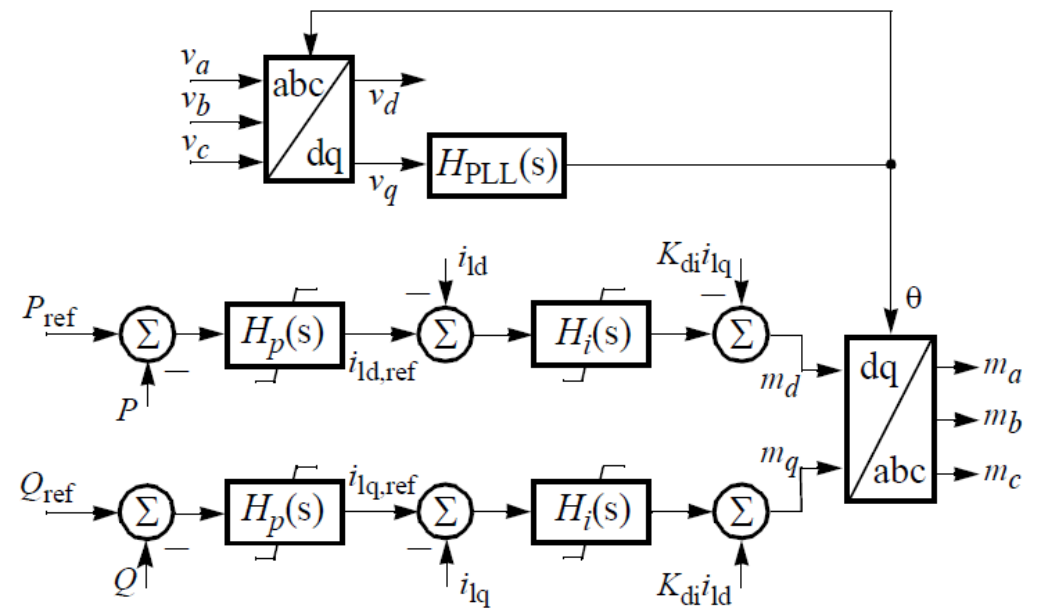 v_a
abc
v_b
v_d
v_c
dq
v_q
H_PLL(s)
i_ld
K_di i_lq
−
−
θ
P_ref
Σ
H_p(s)
Σ
H_i(s)
Σ
−
i_ld,ref
m_d
dq
m_a
P
m_b
m_q
abc
m_c
Q_ref
i_lq,ref
Σ
H_p(s)
Σ
H_i(s)
Σ
−
−
Q
i_lq
K_di i_ld